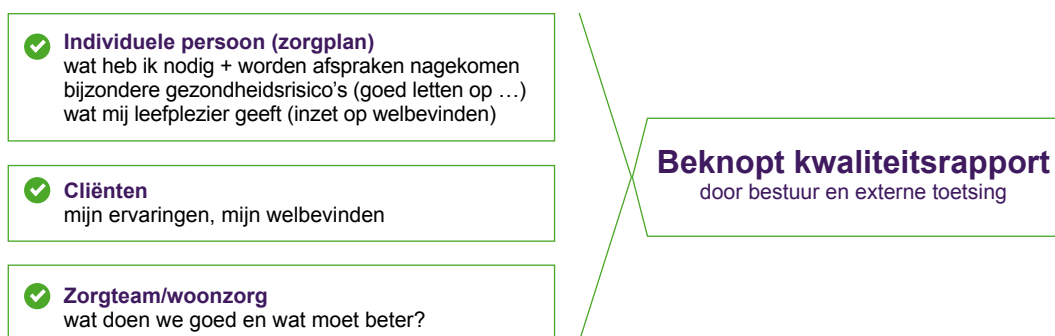 Individuele persoon (zorgplan)
wat heb ik nodig + worden afspraken nagekomen
bijzondere gezondheidsrisico’s (goed letten op …)
wat mij leefplezier geeft (inzet op welbevinden)
Cliënten
mijn ervaringen, mijn welbevinden
Zorgteam/woonzorg
wat doen we goed en wat moet beter?
Beknopt kwaliteitsrapport
door bestuur en externe toetsing